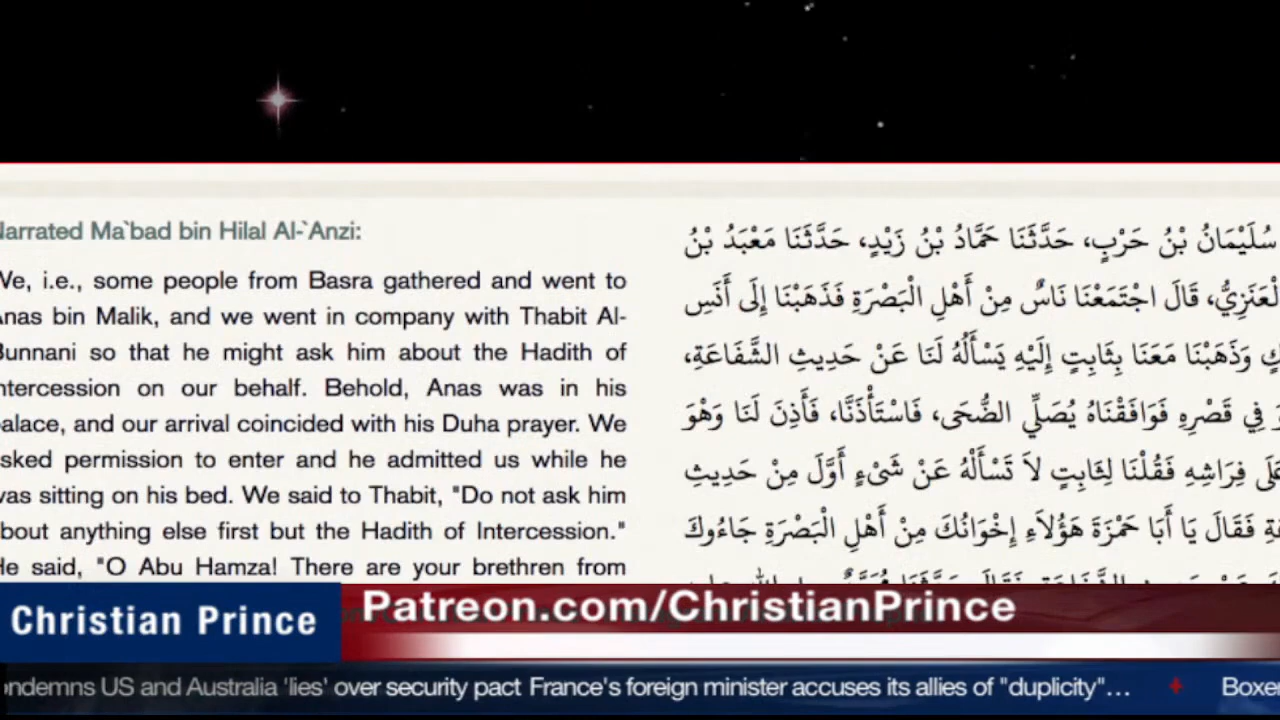 Narrated Ma`bad bin Hilal Al-`Anzi:
We, i.e., some people from Basra gathered and went to
Anas bin Malik, and we went in company with Thabit Al-
Bunnani so that he might ask him about the Hadith of
ntercession on our behalf. Behold, Anas was in his
palace, and our arrival coincided with his Duha prayer. We
asked permission to enter and he admitted us while he
was sitting on his bed. We said to Thabit, "Do not ask him
about anything else first but the Hadith of Intercession."
He said, "O Abu Hamza! There are your brethren from
سُلَيْمَانُ بْنُ حَرْبٍ، حَدَّثَنَا حَمَّادُ بْنُ زَيْدٍ، حَدَّثَنَا مَعْبَدُ بْنُ
لْعَنَزِيُّ، قَالَ اجْتَمَعْنَا نَاسٌ مِنْ أَهْلِ الْبَصْرَةِ فَذَهَبْنَا إِلَى أَنَسِ
كٍ وَذَهَبْنَا مَعَنَا بِثَابِتٍ إِلَيْهِ يَسْأَلُهُ لَنَا عَنْ حَدِيثِ الشَّفَاعَةِ،
وَ فِي قَصْرِهِ فَوَافَقْنَاهُ يُصَلِّي الضُّحَى، فَاسْتَأْذَنَّا، فَأَذِنَ لَنَا وَهْوَ
عَلَى فِرَاشِهِ فَقُلْنَا لِثَابِتٍ لاَ تَسْأَلْهُ عَنْ شَىْءٍ أَوَّلَ مِنْ حَدِيثِ
عَةِ فَقَالَ يَا أَبَا حَمْزَةَ هَؤُلاَءِ إِخْوَانُكَ مِنْ أَهْلِ الْبَصْرَةِ جَاءُوكَ
Christian Prince
Patreon.com/ChristianPrince
ondemns US and Australia 'lies' over security pact France's foreign minister accuses its allies of "duplicity"... Boxer